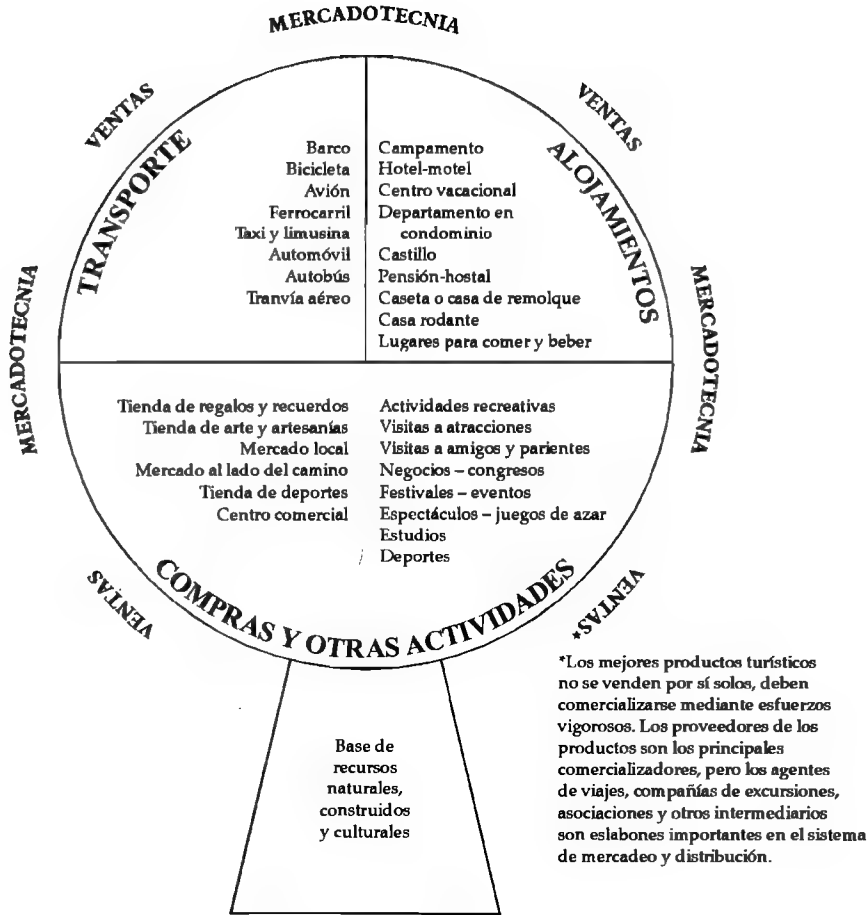 MERCADOTECNIA
VENTAS
VENTAS
TRANSPORTE
Barco
Bicicleta
Avión
Ferrocarril
Taxi y limusina
Automóvil
Autobús
Tranvía aéreo
ALOJAMIENTOS
Campamento
Hotel-motel
Centro vacacional
Departamento en
condominio
Castillo
Pensión-hostal
Caseta o casa de remolque
Casa rodante
Lugares para comer y beber
MERCADOTECNIA
MERCADOTECNIA
Tienda de regalos y recuerdos
Tienda de arte y artesanías
Mercado local
Mercado al lado del camino
Tienda de deportes
Centro comercial
Actividades recreativas
Visitas a atracciones
Visitas a amigos y parientes
Negocios – congresos
Festivales – eventos
Espectáculos – juegos de azar
Estudios
Deportes
COMPRAS Y OTRAS ACTIVIDADES
VENTAS
*VENTAS
Base de
recursos
naturales,
construidos
y culturales
*Los mejores productos turísticos
no se venden por sí solos, deben
comercializarse mediante esfuerzos
vigorosos. Los proveedores de los
productos son los principales
comercializadores, pero los agentes
de viajes, compañías de excursiones,
asociaciones y otros intermediarios
son eslabones importantes en el sistema
de mercadeo y distribución.